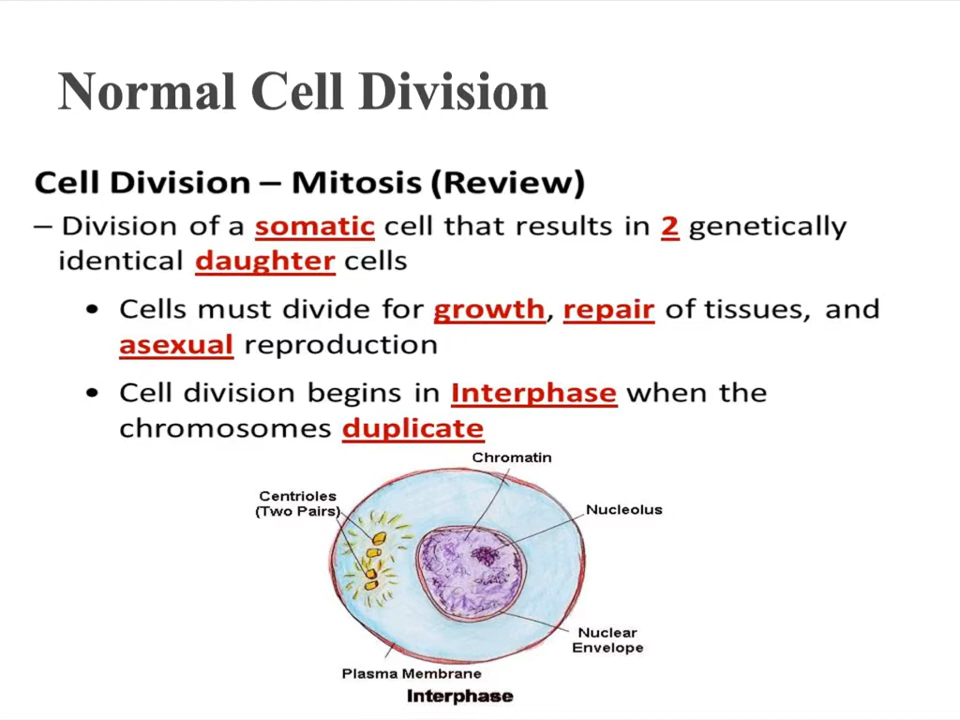 Normal Cell Division
Cell Division – Mitosis (Review)
– Division of a somatic cell that results in 2 genetically
identical daughter cells
• Cells must divide for growth, repair of tissues, and
asexual reproduction
• Cell division begins in Interphase when the
chromosomes duplicate
Chromatin
Centrioles
(Two Pairs)
Nucleolus
Nuclear
Envelope
Plasma Membrane
Interphase